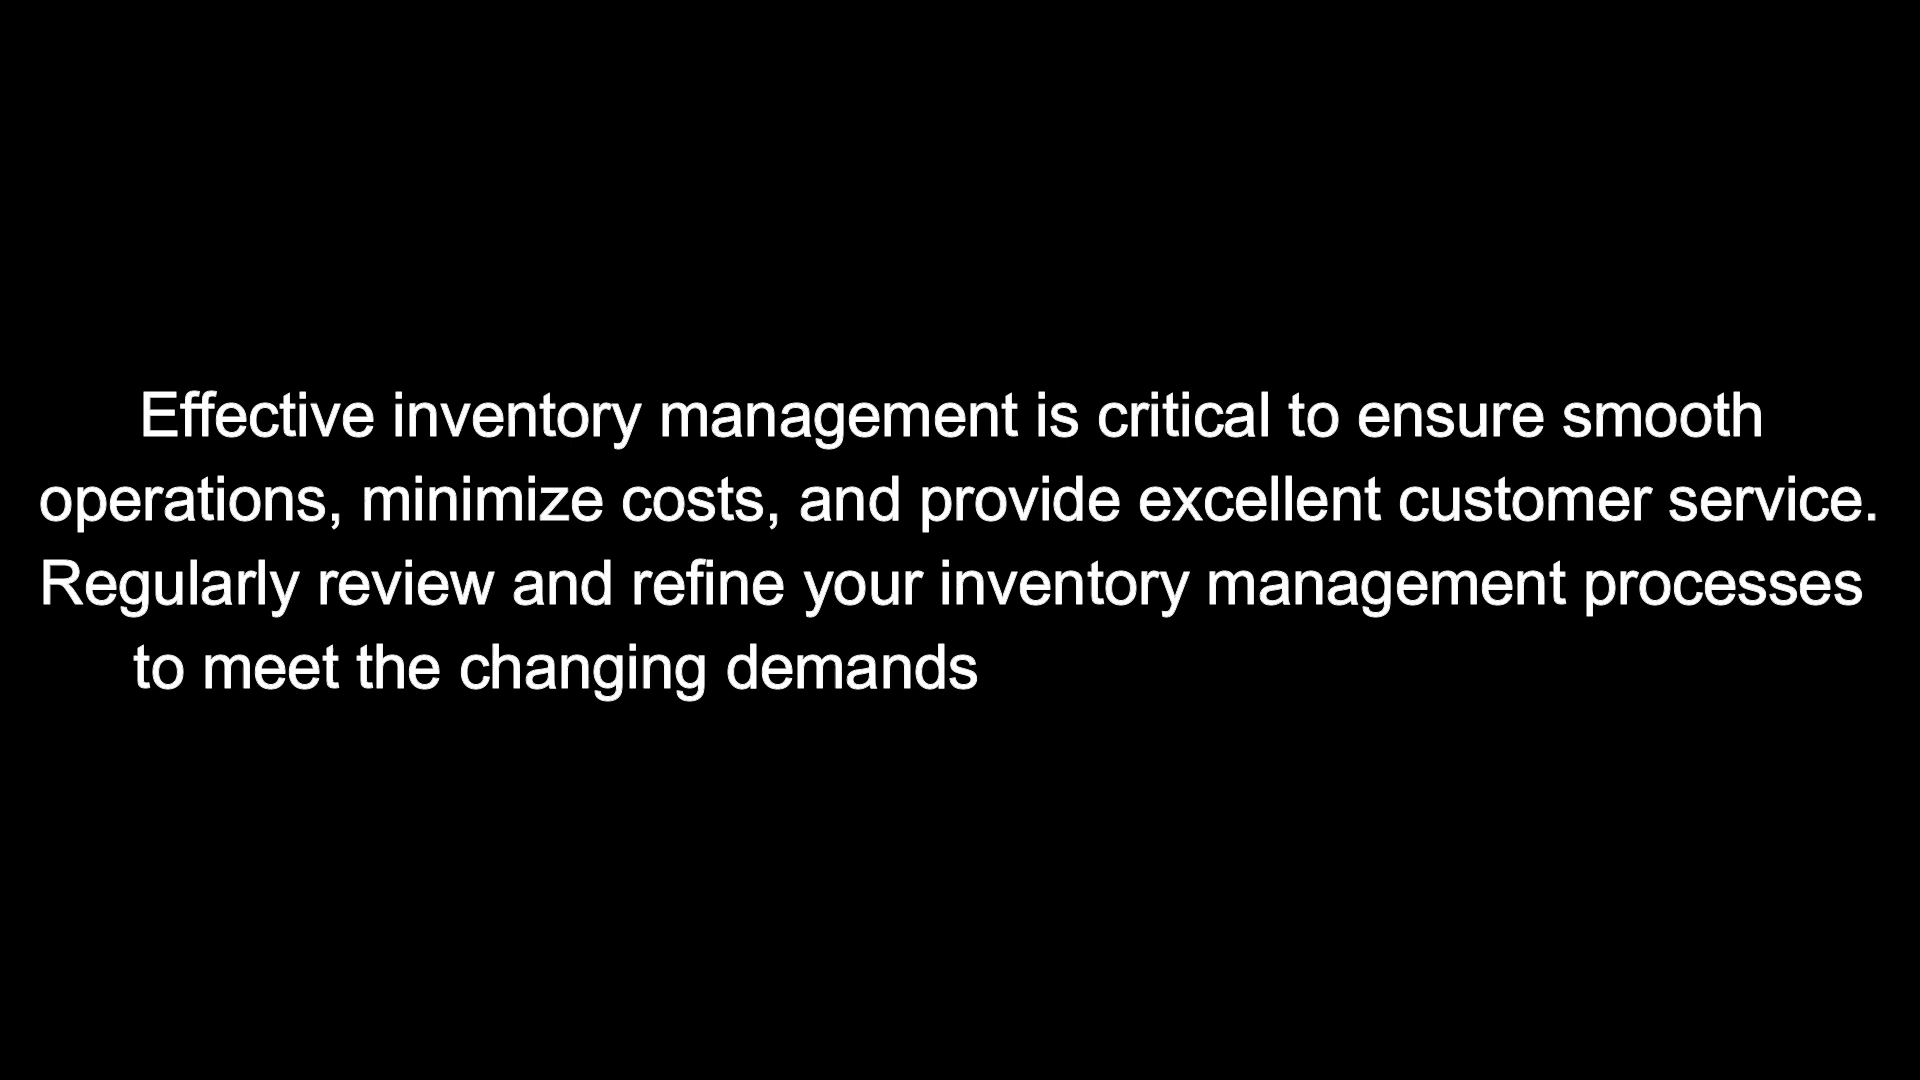 Effective inventory management is critical to ensure smooth
operations, minimize costs, and provide excellent customer service.
Regularly review and refine your inventory management processes
to meet the changing demands